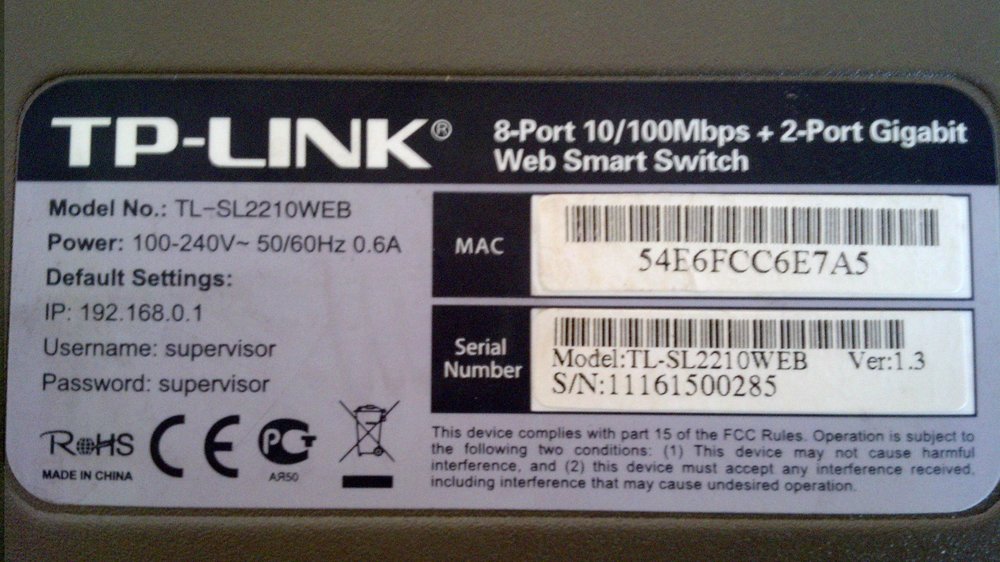 TP-LINK®
8-Port 10/100Mbps + 2-Port Gigabit
Web Smart Switch
Model No.: TL-SL2210WEB
Power: 100-240V~ 50/60Hz 0.6A
Default Settings:
IP: 192.168.0.1
Username: supervisor
Password: supervisor
MAC
54E6FCC6E7A5
Serial
Number
Model:TL-SL2210WEB Ver:1.3
S/N:11161500285
RoHS
MADE IN CHINA
CE
РСТ
АЯ50
This device complies with part 15 of the FCC Rules. Operation is subject to
the following two conditions: (1) This device may not cause harmful
interference, and (2) this device must accept any interference received,
including interference that may cause undesired operation.